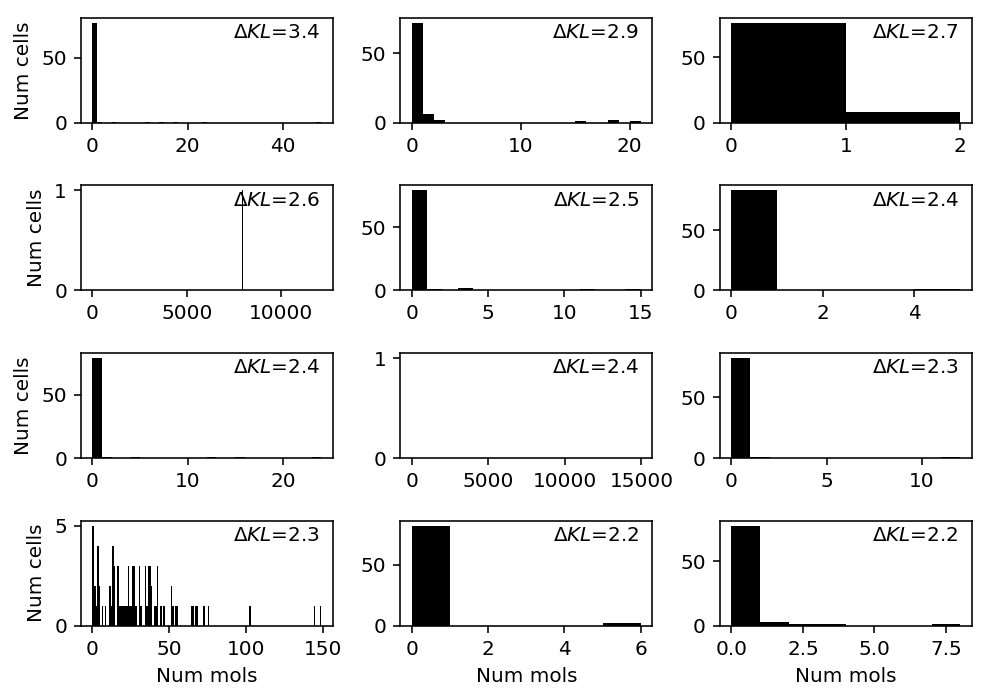 ΔKL=3.4
ΔKL=2.9
ΔKL=2.7
Num cells
50
0
50
0
50
0
0 20 40
0 10 20
0 1 2
ΔKL=2.6
ΔKL=2.5
ΔKL=2.4
Num cells
1
0
50
0
50
0
0 5000 10000
0 5 10 15
0 2 4
ΔKL=2.4
ΔKL=2.4
ΔKL=2.3
Num cells
50
0
1
0
50
0
0 10 20
0 5000 10000 15000
0 5 10
ΔKL=2.3
ΔKL=2.2
ΔKL=2.2
Num cells
5
0
50
0
50
0
0 50 100 150
0 2 4 6
0.0 2.5 5.0 7.5
Num mols
Num mols
Num mols